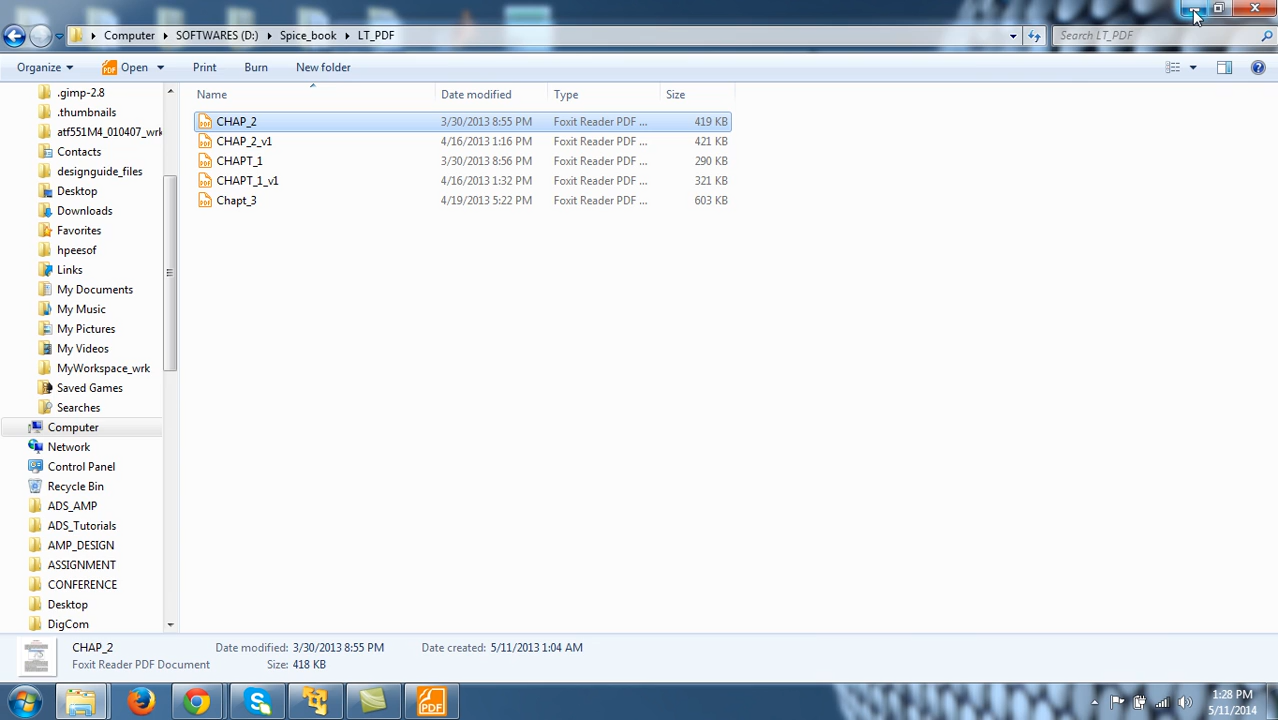 Computer SOFTWARES (D:) Spice_book LT_PDF Search LT_PDF
Organize Open Print Burn New folder
Name Date modified Type Size
CHAP_2 3/30/2013 8:55 PM Foxit Reader PDF ... 419 KB
CHAP_2_v1 4/16/2013 1:16 PM Foxit Reader PDF ... 421 KB
CHAPT_1 3/30/2013 8:56 PM Foxit Reader PDF ... 290 KB
CHAPT_1_v1 4/16/2013 1:32 PM Foxit Reader PDF ... 321 KB
Chapt_3 4/19/2013 5:22 PM Foxit Reader PDF ... 603 KB
.gimp-2.8
.thumbnails
atf551M4_010407_wrk
Contacts
designguide_files
Desktop
Downloads
Favorites
hpeesof
Links
My Documents
My Music
My Pictures
My Videos
MyWorkspace_wrk
Saved Games
Searches
Computer
Network
Control Panel
Recycle Bin
ADS_AMP
ADS_Tutorials
AMP_DESIGN
ASSIGNMENT
CONFERENCE
Desktop
DigCom
CHAP_2 Date modified: 3/30/2013 8:55 PM Date created: 5/11/2013 1:04 AM
Foxit Reader PDF Document Size: 418 KB
1:28 PM
5/11/2014